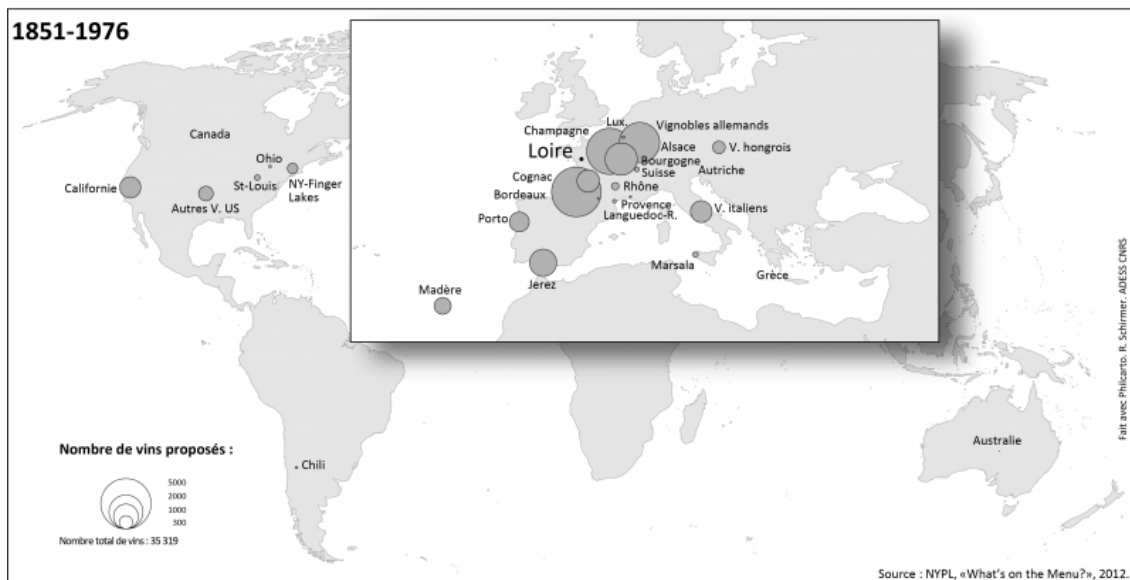 1851-1976
Canada
Ohio
Californie
St-Louis
NY-Finger
Lakes
Autres V. US
Lux.
Champagne
Vignobles allemands
Loire
Alsace
V. hongrois
Bourgogne
Suisse
Autriche
Cognac
Rhône
Bordeaux
Provence
V. italiens
Languedoc-R.
Porto
Marsala
Grèce
Jerez
Madère
Australie
Chili
Nombre de vins proposés :
5000
2000
1000
500
Nombre total de vins : 35 319
Fait avec Philcarto. R. Schirmer. ADESS CNRS
Source : NYPL, «What's on the Menu?», 2012.